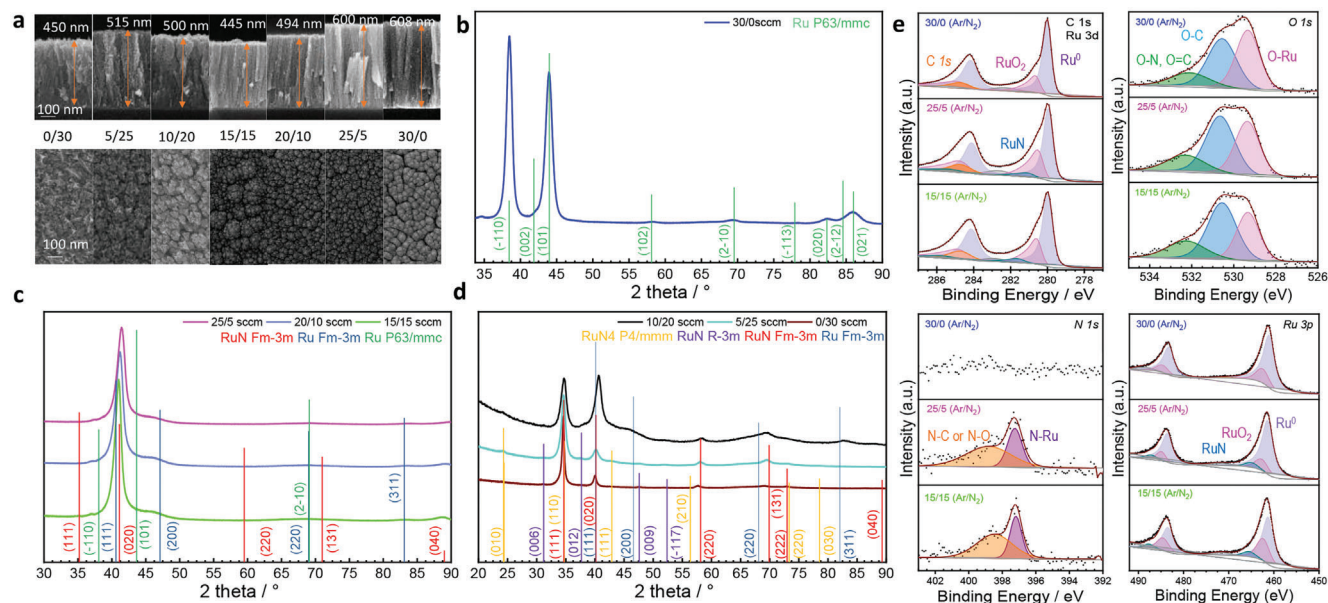 a
450 nm
515 nm
500 nm
445 nm
494 nm
600 nm
608 nm
100 nm
0/30
5/25
10/20
15/15
20/10
25/5
30/0
100 nm
b
30/0sccm
Ru P63/mmc
(-110)
(002)
(101)
(102)
(2-10)
(-113)
(020)
(2-12)
(021)
35 40 45 50 55 60 65 70 75 80 85 90
2 theta / °
c
25/5 sccm 20/10 sccm 15/15 sccm
RuN Fm-3m Ru Fm-3m Ru P63/mmc
(111)
(-110)
(111)
(020)
(101)
(200)
(220)
(2-10)
(220)
(131)
(311)
(040)
30 35 40 45 50 55 60 65 70 75 80 85 90
2 theta / °
d
10/20 sccm 5/25 sccm 0/30 sccm
RuN4 P4/mmm RuN R-3m RuN Fm-3m Ru Fm-3m
(010)
(006)
(110)
(111)
(012)
(020)
(111)
(111)
(200)
(009)
(-117)
(210)
(220)
(220)
(131)
(222)
(220)
(030)
(311)
(040)
20 25 30 35 40 45 50 55 60 65 70 75 80 85 90
2 theta / °
e
Intensity (a.u.)
30/0 (Ar/N2)
C 1s
Ru 3d
C 1s
RuO2
Ru0
25/5 (Ar/N2)
RuN
15/15 (Ar/N2)
286 284 282 280 278
Binding Energy / eV
Intensity (a.u.)
30/0 (Ar/N2)
O 1s
O-C
O-N, O=C
O-Ru
25/5 (Ar/N2)
15/15 (Ar/N2)
534 532 530 528 526
Binding Energy (eV)
Intensity (a.u.)
30/0 (Ar/N2)
N 1s
25/5 (Ar/N2)
N-C or N-O
N-Ru
15/15 (Ar/N2)
402 400 398 396 394 392
Binding Energy / eV
Intensity (a.u.)
30/0 (Ar/N2)
Ru 3p
25/5 (Ar/N2)
Ru0
RuO2
RuN
15/15 (Ar/N2)
490 480 470 460 450
Binding Energy (eV)